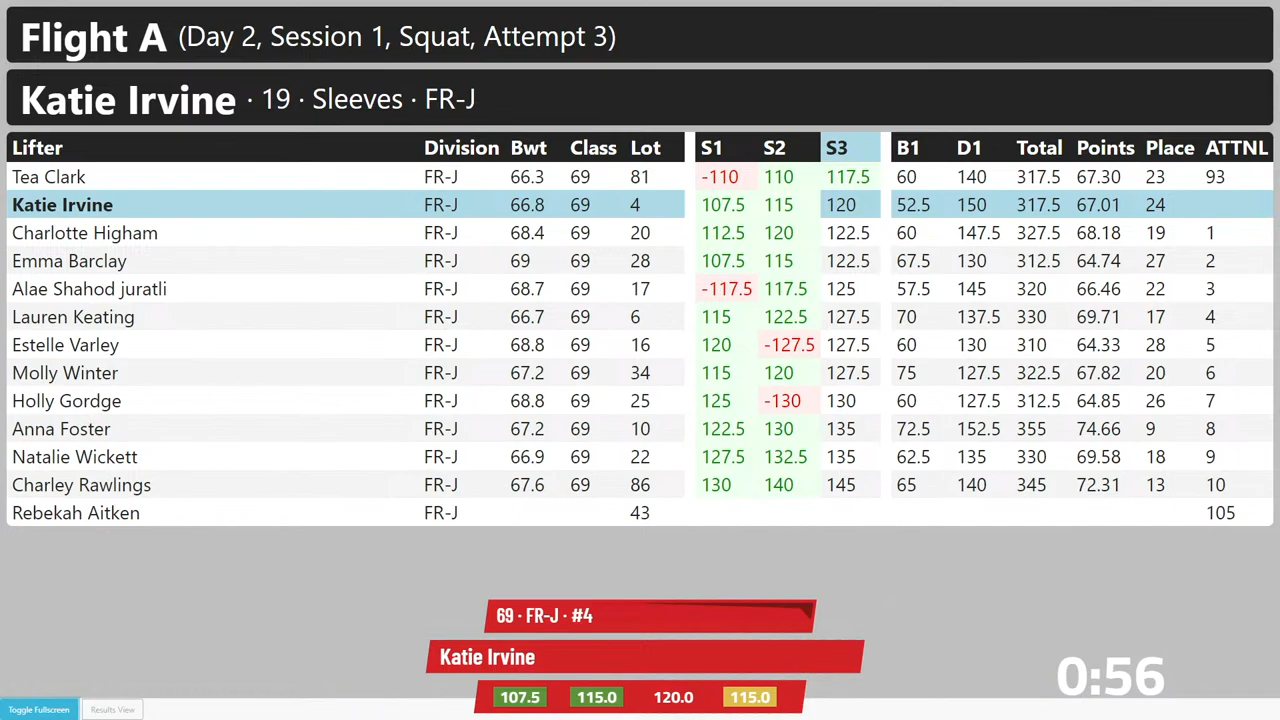 Flight A (Day 2, Session 1, Squat, Attempt 3)
Katie Irvine · 19 · Sleeves · FR-J
Lifter Division Bwt Class Lot S1 S2 S3 B1 D1 Total Points Place ATTNL
Tea Clark FR-J 66.3 69 81 -110 110 117.5 60 140 317.5 67.30 23 93
Katie Irvine FR-J 66.8 69 4 107.5 115 120 52.5 150 317.5 67.01 24
Charlotte Higham FR-J 68.4 69 20 112.5 120 122.5 60 147.5 327.5 68.18 19 1
Emma Barclay FR-J 69 69 28 107.5 115 122.5 67.5 130 312.5 64.74 27 2
Alae Shahod juratli FR-J 68.7 69 17 -117.5 117.5 125 57.5 145 320 66.46 22 3
Lauren Keating FR-J 66.7 69 6 115 122.5 127.5 70 137.5 330 69.71 17 4
Estelle Varley FR-J 68.8 69 16 120 -127.5 127.5 60 130 310 64.33 28 5
Molly Winter FR-J 67.2 69 34 115 120 127.5 75 127.5 322.5 67.82 20 6
Holly Gordge FR-J 68.8 69 25 125 -130 130 60 127.5 312.5 64.85 26 7
Anna Foster FR-J 67.2 69 10 122.5 130 135 72.5 152.5 355 74.66 9 8
Natalie Wickett FR-J 66.9 69 22 127.5 132.5 135 62.5 135 330 69.58 18 9
Charley Rawlings FR-J 67.6 69 86 130 140 145 65 140 345 72.31 13 10
Rebekah Aitken FR-J 43 105
69 · FR-J · #4
Katie Irvine
107.5 115.0 120.0 115.0
0:56
Toggle Fullscreen Results View